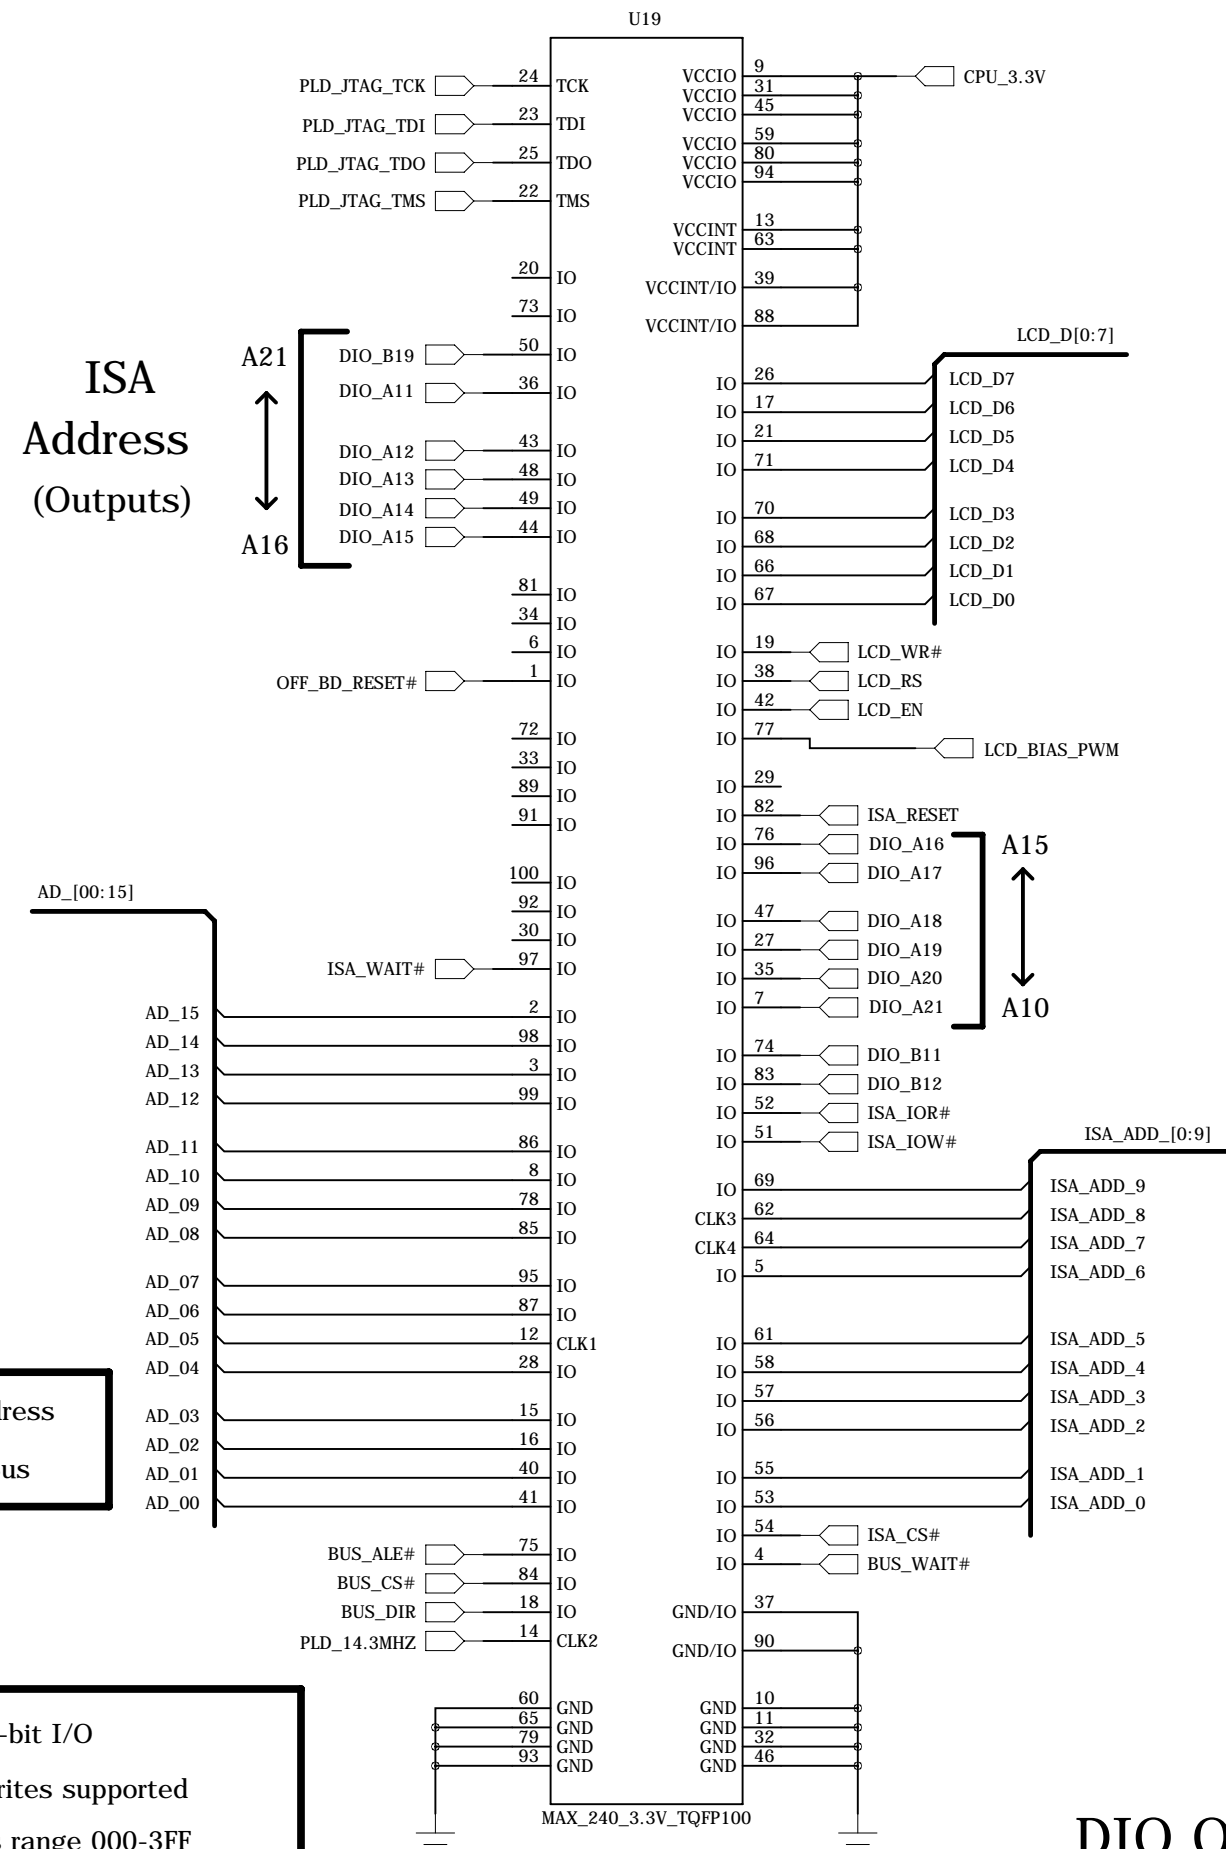 U19
PLD_JTAG_TCK 24 TCK
PLD_JTAG_TDI 23 TDI
PLD_JTAG_TDO 25 TDO
PLD_JTAG_TMS 22 TMS
20 IO
73 IO
ISA
Address
(Outputs)
A21
A16
DIO_B19 50 IO
DIO_A11 36 IO
DIO_A12 43 IO
DIO_A13 48 IO
DIO_A14 49 IO
DIO_A15 44 IO
81 IO
34 IO
6 IO
OFF_BD_RESET# 1 IO
72 IO
33 IO
89 IO
91 IO
100 IO
92 IO
30 IO
ISA_WAIT# 97 IO
AD_[00:15]
AD_15 2 IO
AD_14 98 IO
AD_13 3 IO
AD_12 99 IO
AD_11 86 IO
AD_10 8 IO
AD_09 78 IO
AD_08 85 IO
AD_07 95 IO
AD_06 87 IO
AD_05 12 CLK1
AD_04 28 IO
AD_03 15 IO
AD_02 16 IO
AD_01 40 IO
AD_00 41 IO
ress
us
BUS_ALE# 75 IO
BUS_CS# 84 IO
BUS_DIR 18 IO
PLD_14.3MHZ 14 CLK2
60 GND
65 GND
79 GND
93 GND
-bit I/O
rites supported
range 000-3FF
VCCIO 9 CPU_3.3V
VCCIO 31
VCCIO 45
VCCIO 59
VCCIO 80
VCCIO 94
VCCINT 13
VCCINT 63
VCCINT/IO 39
VCCINT/IO 88
LCD_D[0:7]
IO 26 LCD_D7
IO 17 LCD_D6
IO 21 LCD_D5
IO 71 LCD_D4
IO 70 LCD_D3
IO 68 LCD_D2
IO 66 LCD_D1
IO 67 LCD_D0
IO 19 LCD_WR#
IO 38 LCD_RS
IO 42 LCD_EN
IO 77 LCD_BIAS_PWM
IO 29
IO 82 ISA_RESET
IO 76 DIO_A16
IO 96 DIO_A17
IO 47 DIO_A18
IO 27 DIO_A19
IO 35 DIO_A20
IO 7 DIO_A21
A15
A10
IO 74 DIO_B11
IO 83 DIO_B12
IO 52 ISA_IOR#
IO 51 ISA_IOW#
ISA_ADD_[0:9]
IO 69 ISA_ADD_9
CLK3 62 ISA_ADD_8
CLK4 64 ISA_ADD_7
IO 5 ISA_ADD_6
IO 61 ISA_ADD_5
IO 58 ISA_ADD_4
IO 57 ISA_ADD_3
IO 56 ISA_ADD_2
IO 55 ISA_ADD_1
IO 53 ISA_ADD_0
IO 54 ISA_CS#
IO 4 BUS_WAIT#
GND/IO 37
GND/IO 90
GND 10
GND 11
GND 32
GND 46
MAX_240_3.3V_TQFP100
DIO O